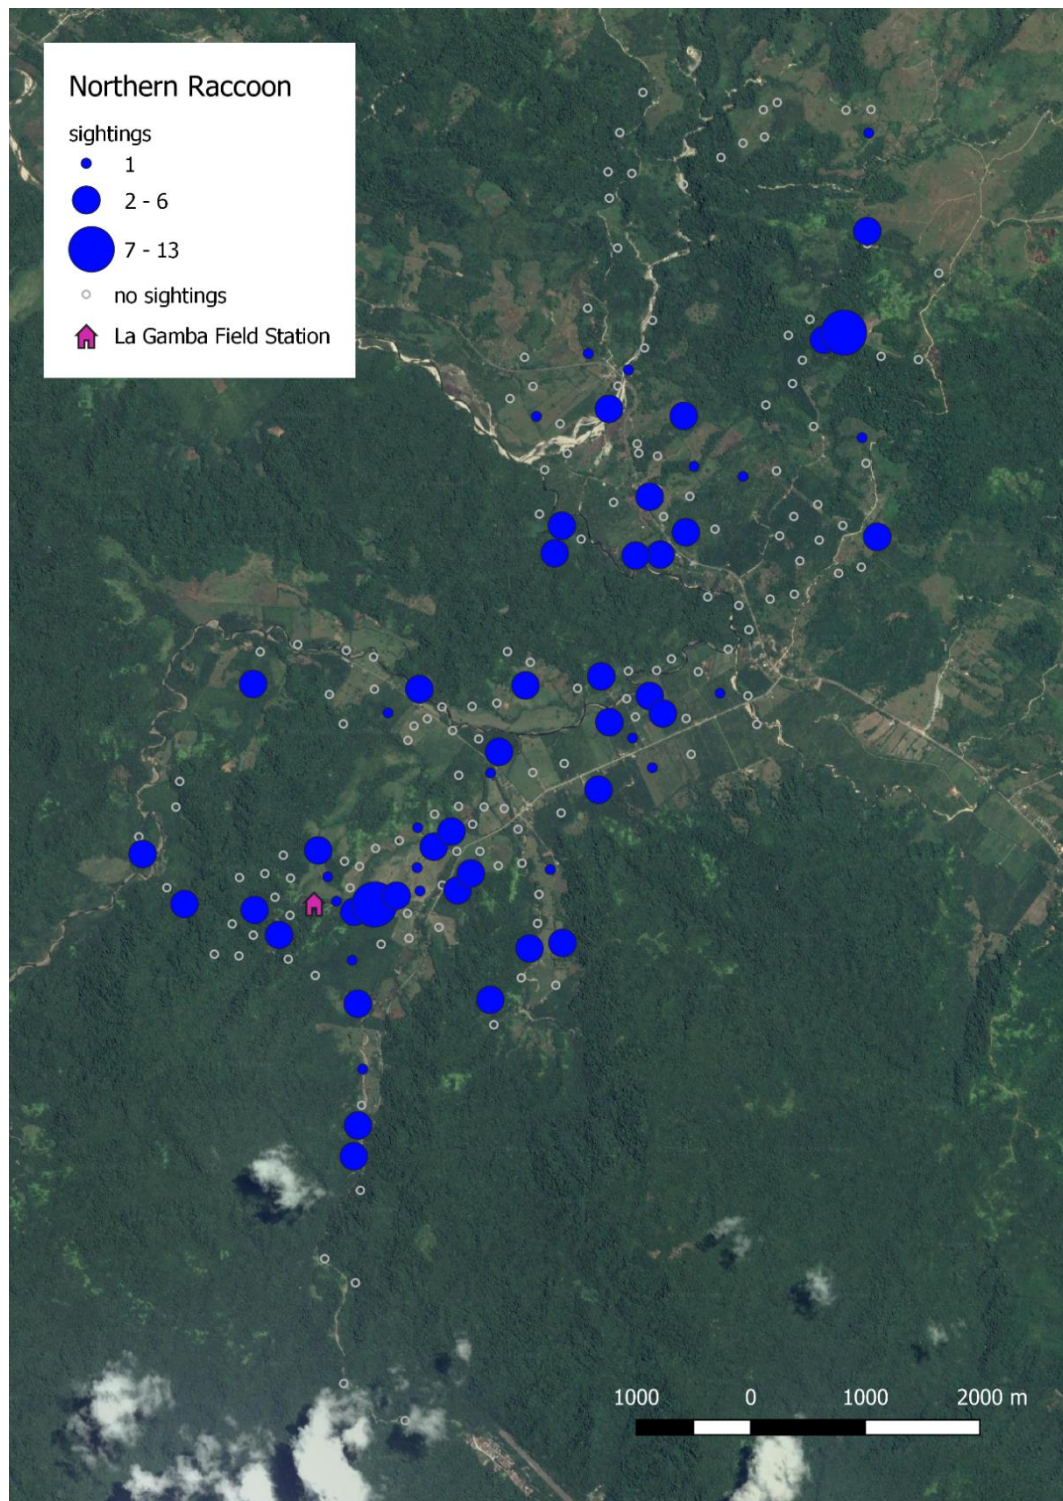 Northern Raccoon
sightings
1
2 - 6
7 - 13
no sightings
La Gamba Field Station
1000 0 1000 2000 m